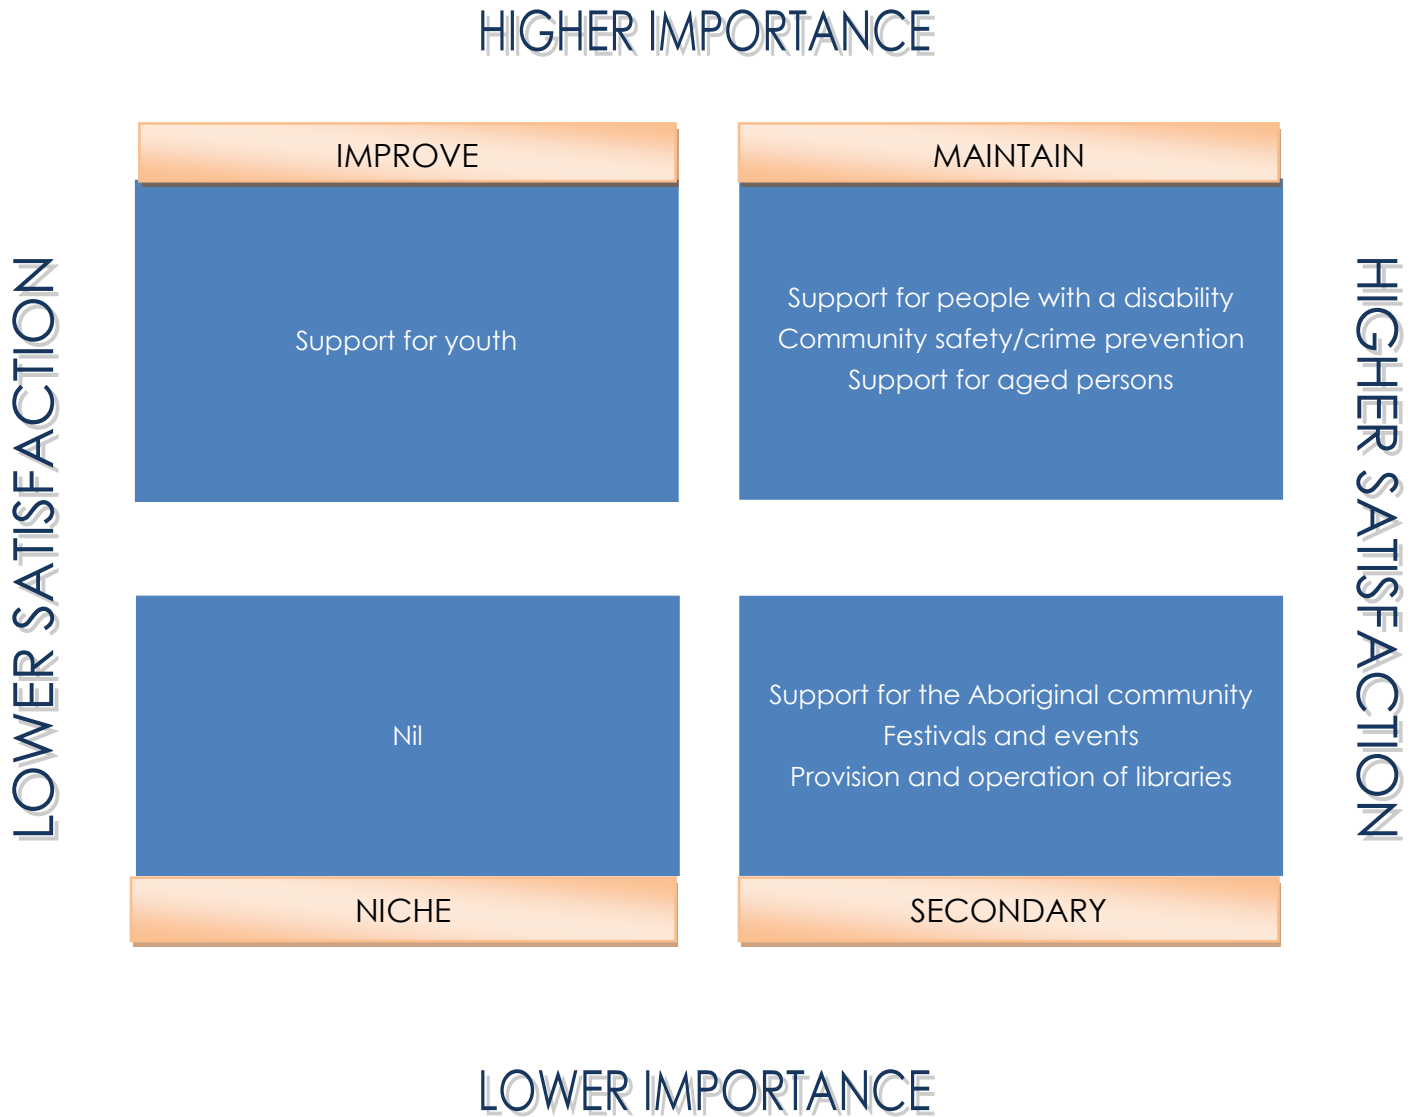 HIGHER IMPORTANCE
IMPROVE
MAINTAIN
LOWER SATISFACTION
Support for youth
Support for people with a disability
Community safety/crime prevention
Support for aged persons
HIGHER SATISFACTION
Nil
Support for the Aboriginal community
Festivals and events
Provision and operation of libraries
NICHE
SECONDARY
LOWER IMPORTANCE